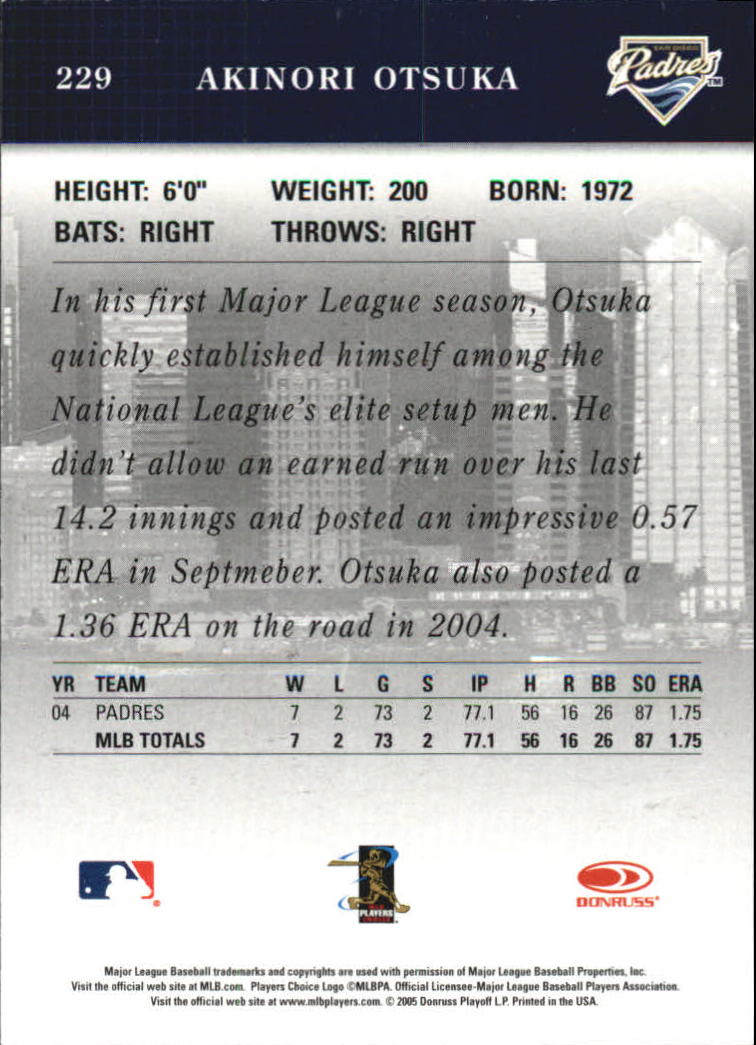 229 AKINORI OTSUKA
SAN DIEGO
Padres TM
HEIGHT: 6'0" WEIGHT: 200 BORN: 1972
BATS: RIGHT THROWS: RIGHT
In his first Major League season, Otsuka
quickly established himself among the
National League's elite setup men. He
didn't allow an earned run over his last
14.2 innings and posted an impressive 0.57
ERA in Septmeber. Otsuka also posted a
1.36 ERA on the road in 2004.
YR TEAM W L G S IP H R BB SO ERA
04 PADRES 7 2 73 2 77.1 56 16 26 87 1.75
MLB TOTALS 7 2 73 2 77.1 56 16 26 87 1.75
MLB
PLAYERS
CHOICE
DONRUSS
Major League Baseball trademarks and copyrights are used with permission of Major League Baseball Properties, Inc.
Visit the official web site at MLB.com. Players Choice Logo ©MLBPA. Official Licensee-Major League Baseball Players Association.
Visit the official web site at www.mlbplayers.com. © 2005 Donruss Playoff L.P. Printed in the USA.